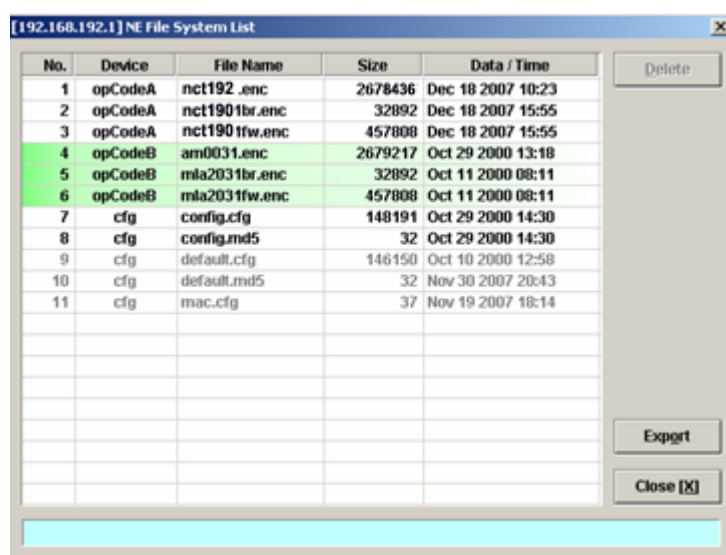 [192.168.192.1] NE File System List
No. Device File Name Size Data / Time
1 opCodeA nct192 .enc 2678436 Dec 18 2007 10:23
2 opCodeA nct1901br.enc 32892 Dec 18 2007 15:55
3 opCodeA nct1901fw.enc 457808 Dec 18 2007 15:55
4 opCodeB am0031.enc 2679217 Oct 29 2000 13:18
5 opCodeB mla2031br.enc 32892 Oct 11 2000 08:11
6 opCodeB mla2031fw.enc 457808 Oct 11 2000 08:11
7 cfg config.cfg 148191 Oct 29 2000 14:30
8 cfg config.md5 32 Oct 29 2000 14:30
9 cfg default.cfg 146150 Oct 10 2000 12:58
10 cfg default.md5 32 Nov 30 2007 20:43
11 cfg mac.cfg 37 Nov 19 2007 18:14
Delete
Export
Close [X]